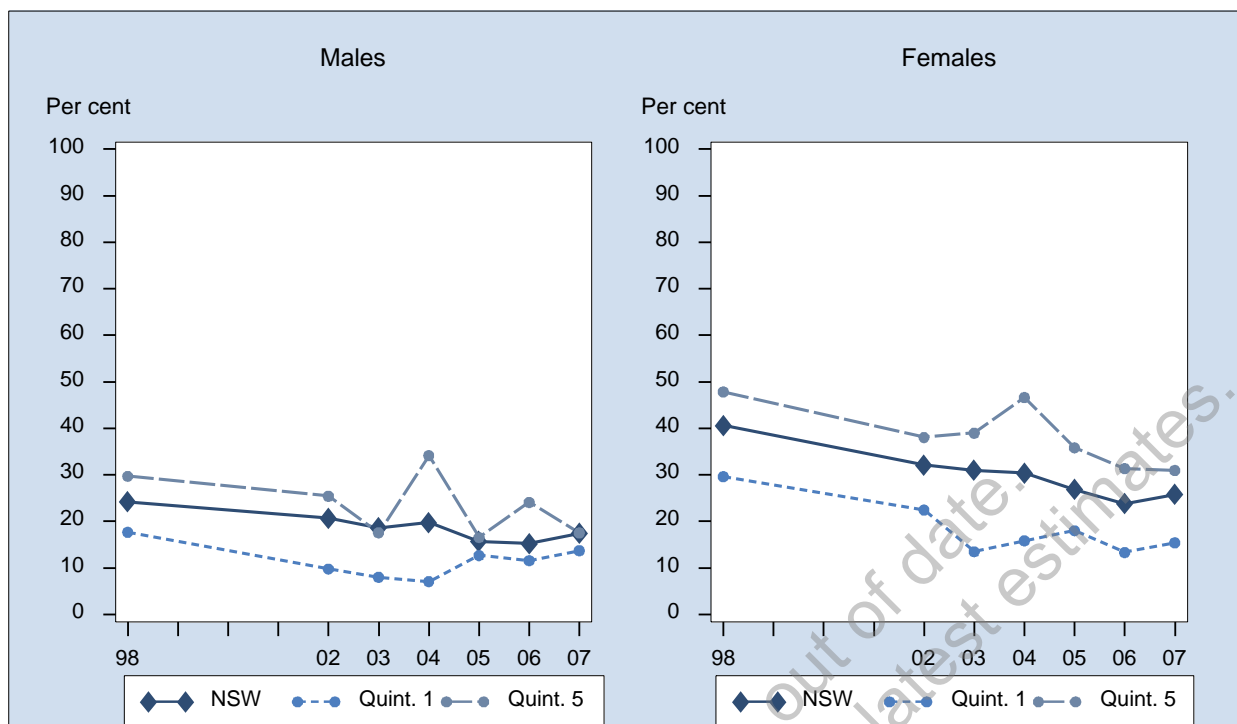 Males
Per cent
100
90
80
70
60
50
40
30
20
10
0
98 02 03 04 05 06 07
NSW Quint. 1 Quint. 5
Females
Per cent
100
90
80
70
60
50
40
30
20
10
0
98 02 03 04 05 06 07
NSW Quint. 1 Quint. 5
out of date.
latest estimates.